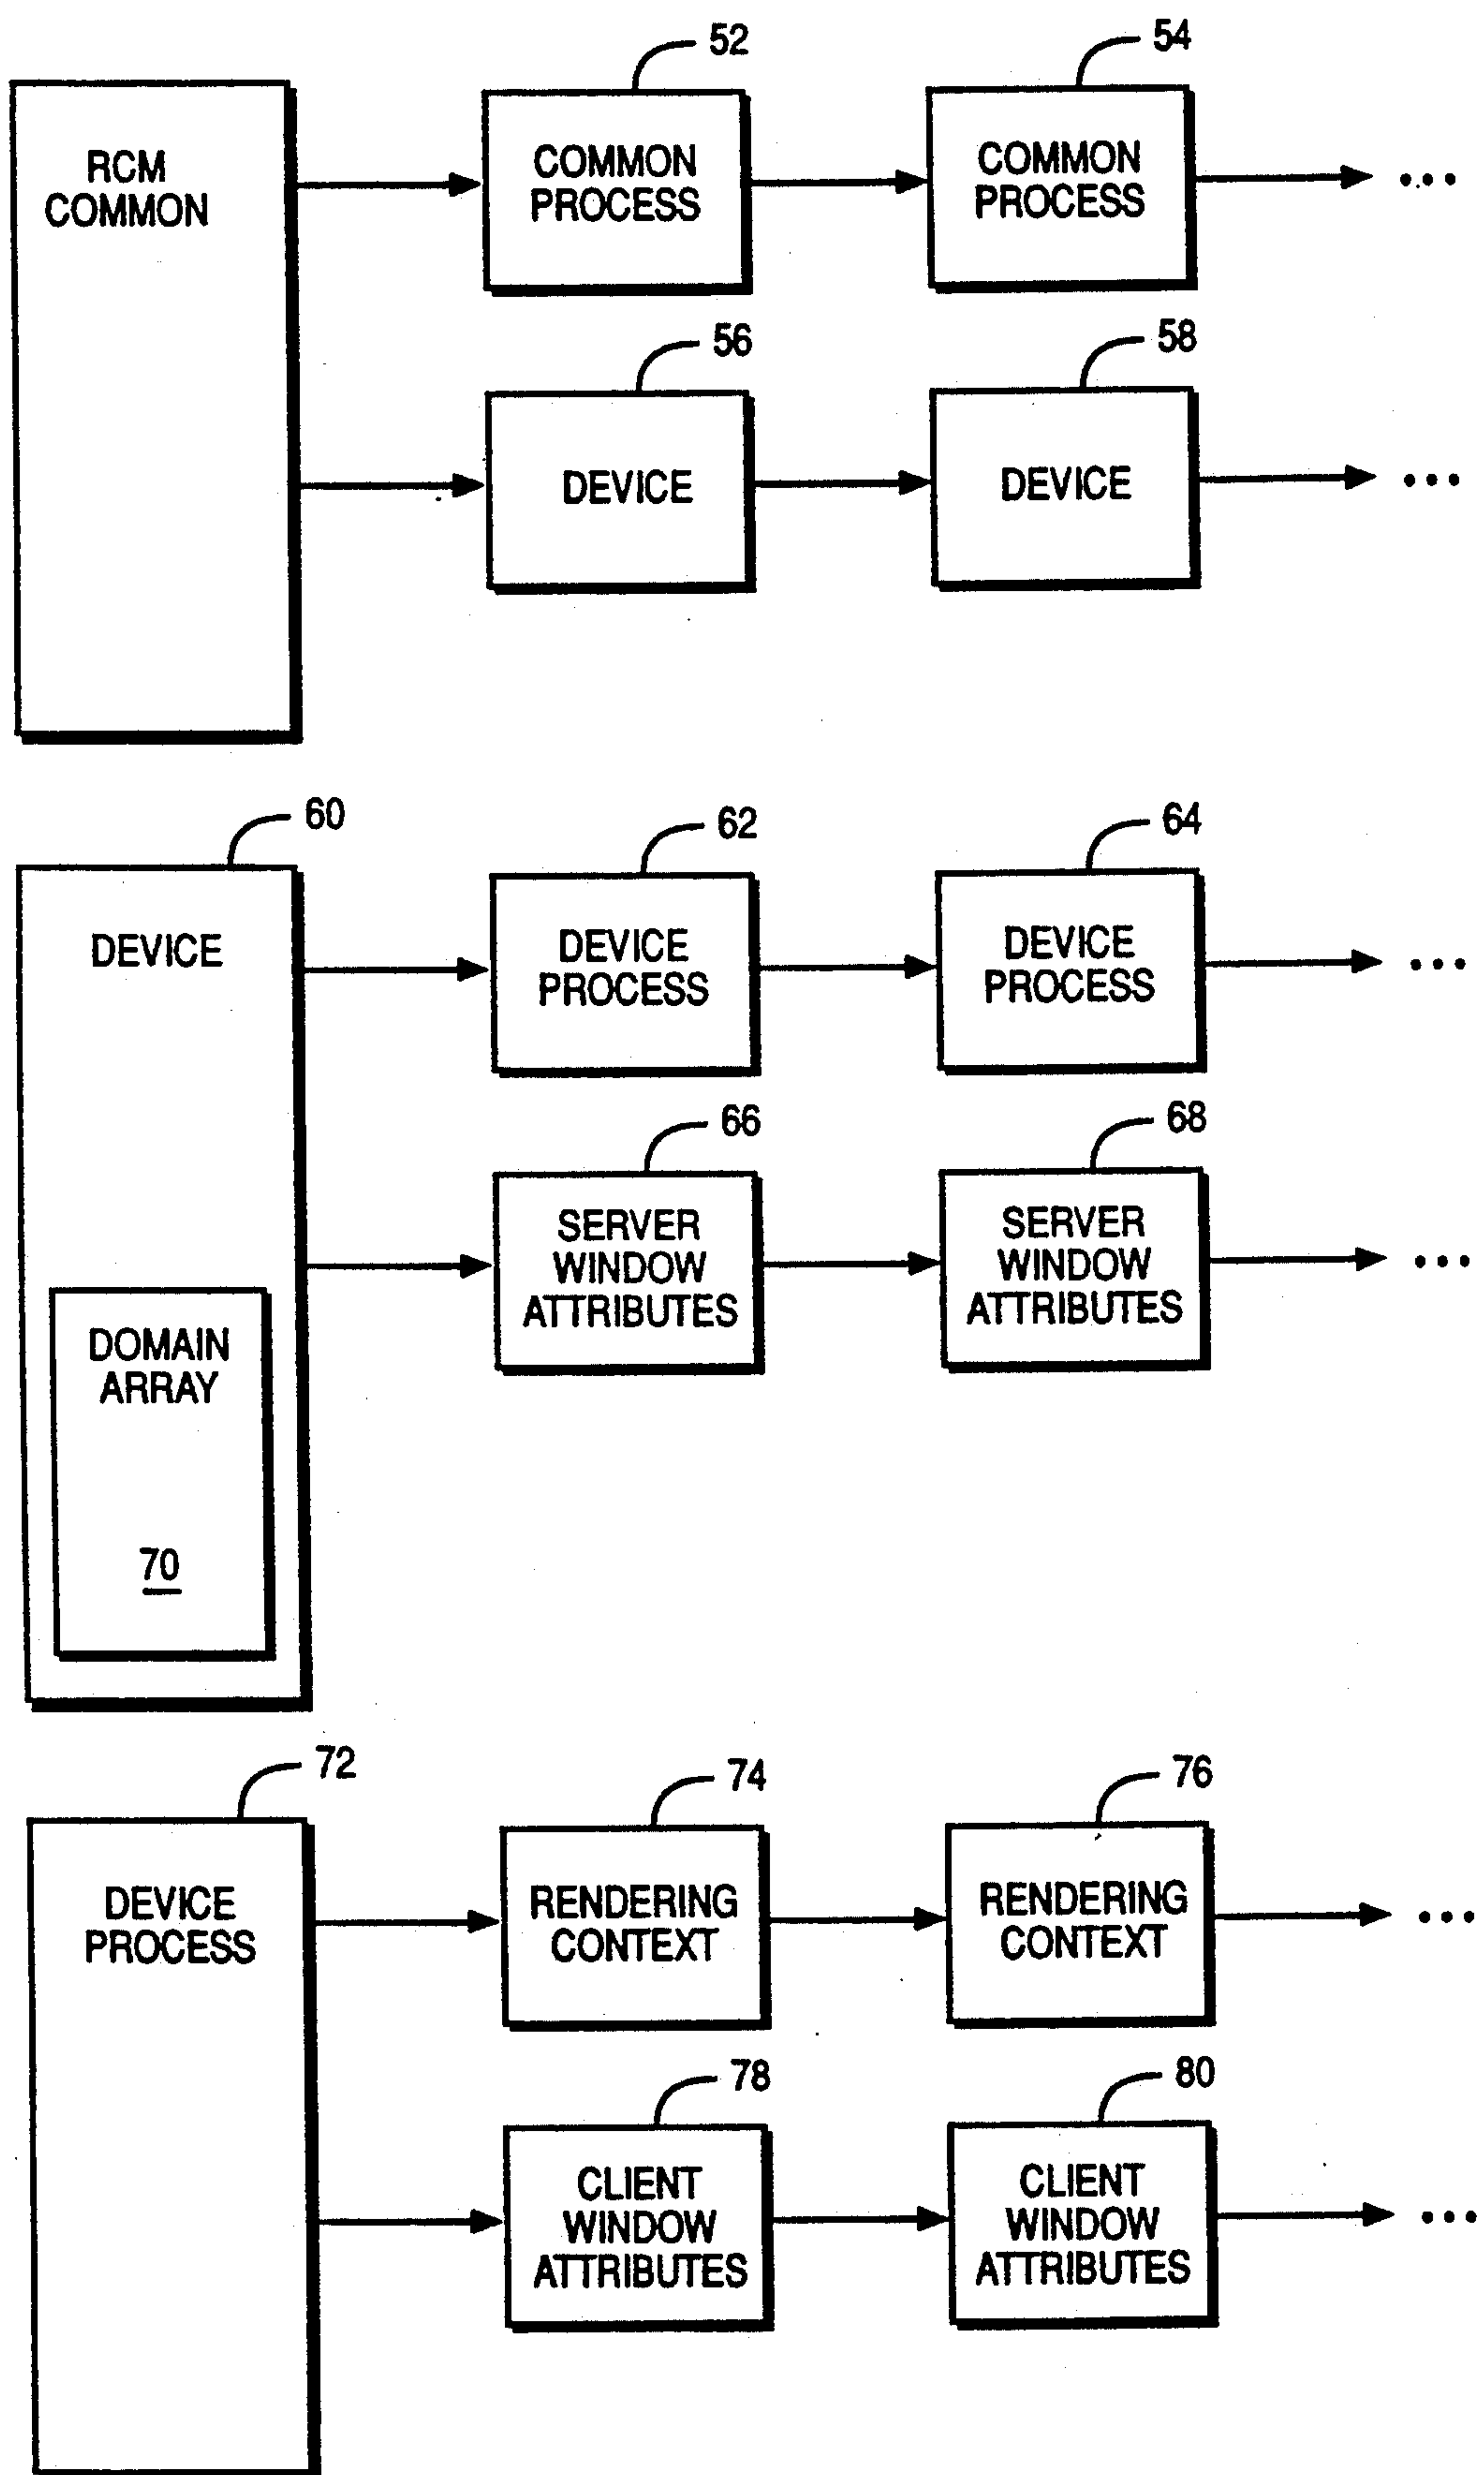 52
54
RCM
COMMON
COMMON
PROCESS
COMMON
PROCESS
...
56
58
DEVICE
DEVICE
...
60
62
64
DEVICE
DEVICE
PROCESS
DEVICE
PROCESS
...
66
68
SERVER
WINDOW
ATTRIBUTES
SERVER
WINDOW
ATTRIBUTES
...
DOMAIN
ARRAY
70
72
74
76
DEVICE
PROCESS
RENDERING
CONTEXT
RENDERING
CONTEXT
...
78
80
CLIENT
WINDOW
ATTRIBUTES
CLIENT
WINDOW
ATTRIBUTES
...